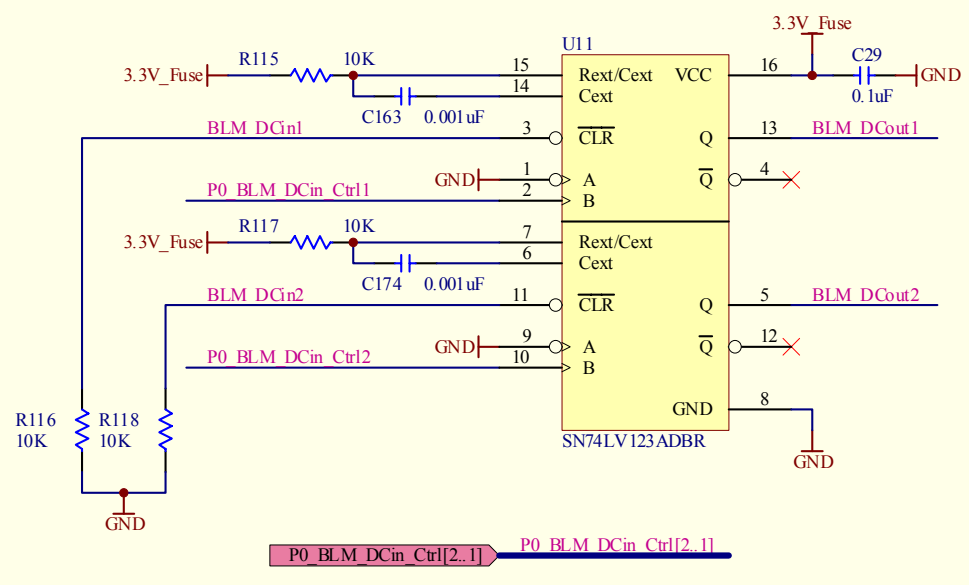 3.3V_Fuse
U11
R115 10K
3.3V_Fuse
15 Rext/Cext VCC 16
C29
GND
0.1uF
14 Cext
C163 0.001uF
BLM_DCin1
3 CLR Q 13
BLM_DCout1
GND
1 A Q 4
P0_BLM_DCin_Ctrl1
2 B
R117 10K
3.3V_Fuse
7 Rext/Cext
6 Cext
C174 0.001uF
BLM_DCin2
11 CLR Q 5
BLM_DCout2
GND
9 A Q 12
P0_BLM_DCin_Ctrl2
10 B
GND 8
R116 R118
10K 10K
SN74LV123ADBR
GND
GND
P0_BLM_DCin_Ctrl[2..1] P0_BLM_DCin_Ctrl[2..1]